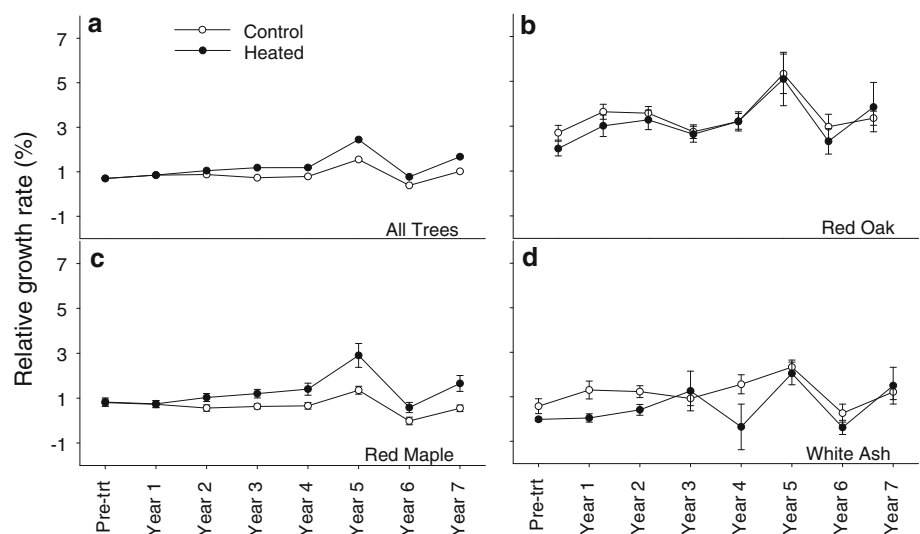 a
Control
Heated
7
5
3
1
-1
All Trees
b
Red Oak
c
7
5
3
1
-1
Red Maple
d
White Ash
Relative growth rate (%)
Pre-trt
Year 1
Year 2
Year 3
Year 4
Year 5
Year 6
Year 7
Pre-trt
Year 1
Year 2
Year 3
Year 4
Year 5
Year 6
Year 7